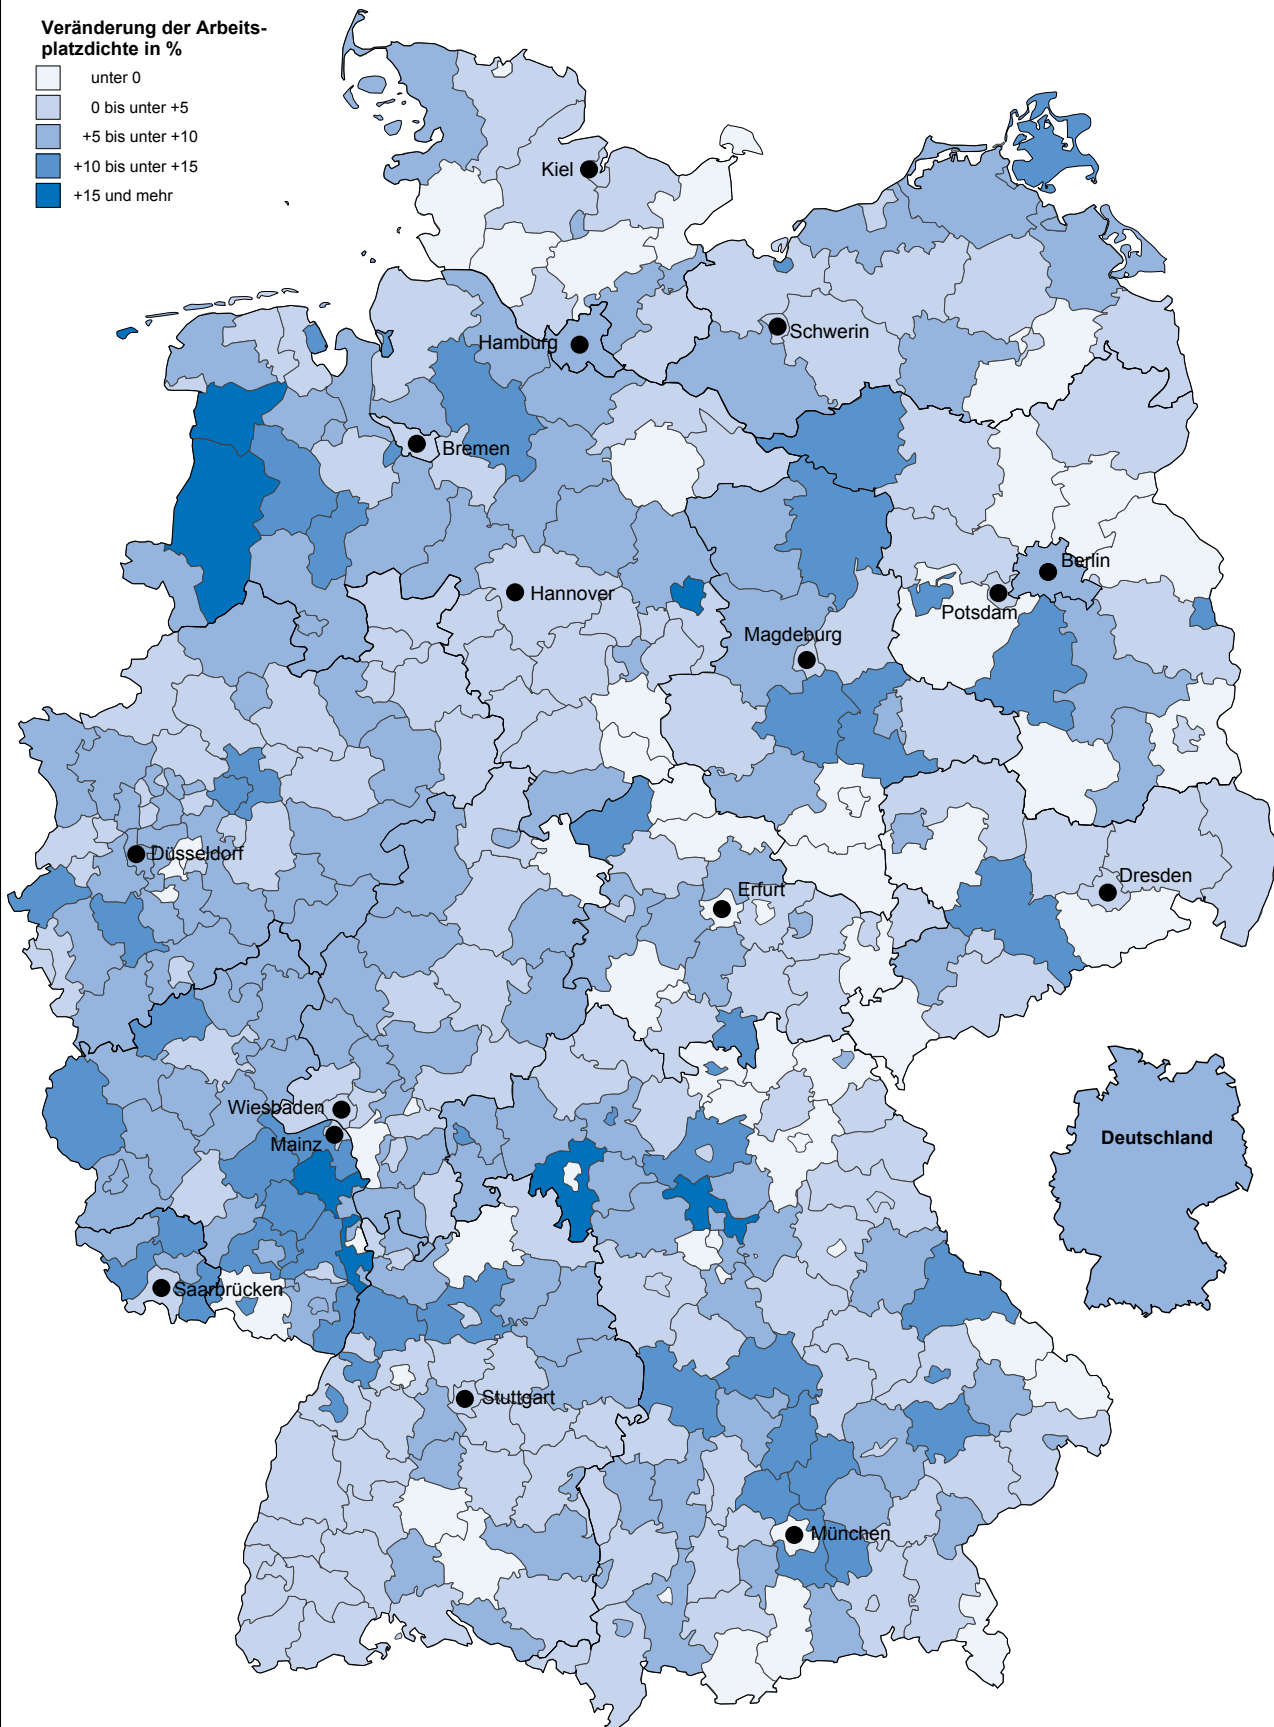 Veränderung der Arbeits-
platzdichte in %
unter 0
0 bis unter +5
+5 bis unter +10
+10 bis unter +15
+15 und mehr
Kiel
Schwerin
Hamburg
Bremen
Berlin
Hannover
Potsdam
Magdeburg
Düsseldorf
Dresden
Erfurt
Wiesbaden
Deutschland
Mainz
Saarbrücken
Stuttgart
München